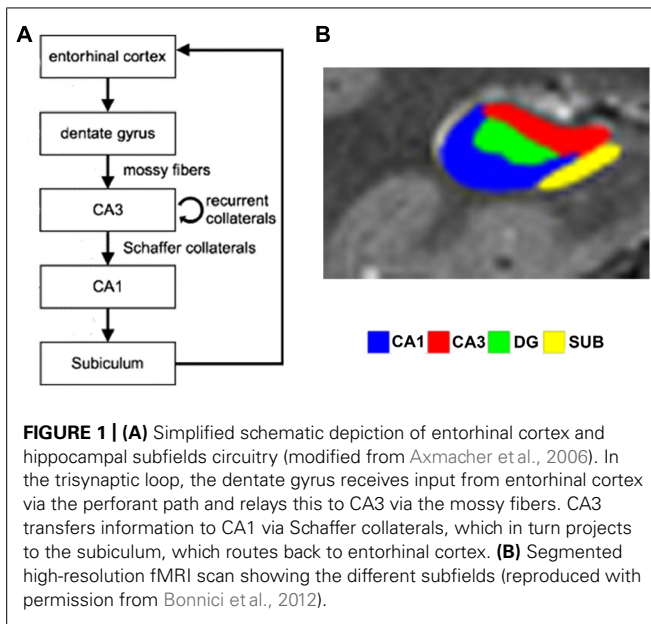 A
entorhinal cortex
dentate gyrus
mossy fibers
CA3
recurrent
collaterals
Schaffer collaterals
CA1
Subiculum
B
CA1 CA3 DG SUB
FIGURE 1 | (A) Simplified schematic depiction of entorhinal cortex and
hippocampal subfields circuitry (modified from Axmacher et al., 2006). In
the trisynaptic loop, the dentate gyrus receives input from entorhinal cortex
via the perforant path and relays this to CA3 via the mossy fibers. CA3
transfers information to CA1 via Schaffer collaterals, which in turn projects
to the subiculum, which routes back to entorhinal cortex. (B) Segmented
high-resolution fMRI scan showing the different subfields (reproduced with
permission from Bonnici et al., 2012).